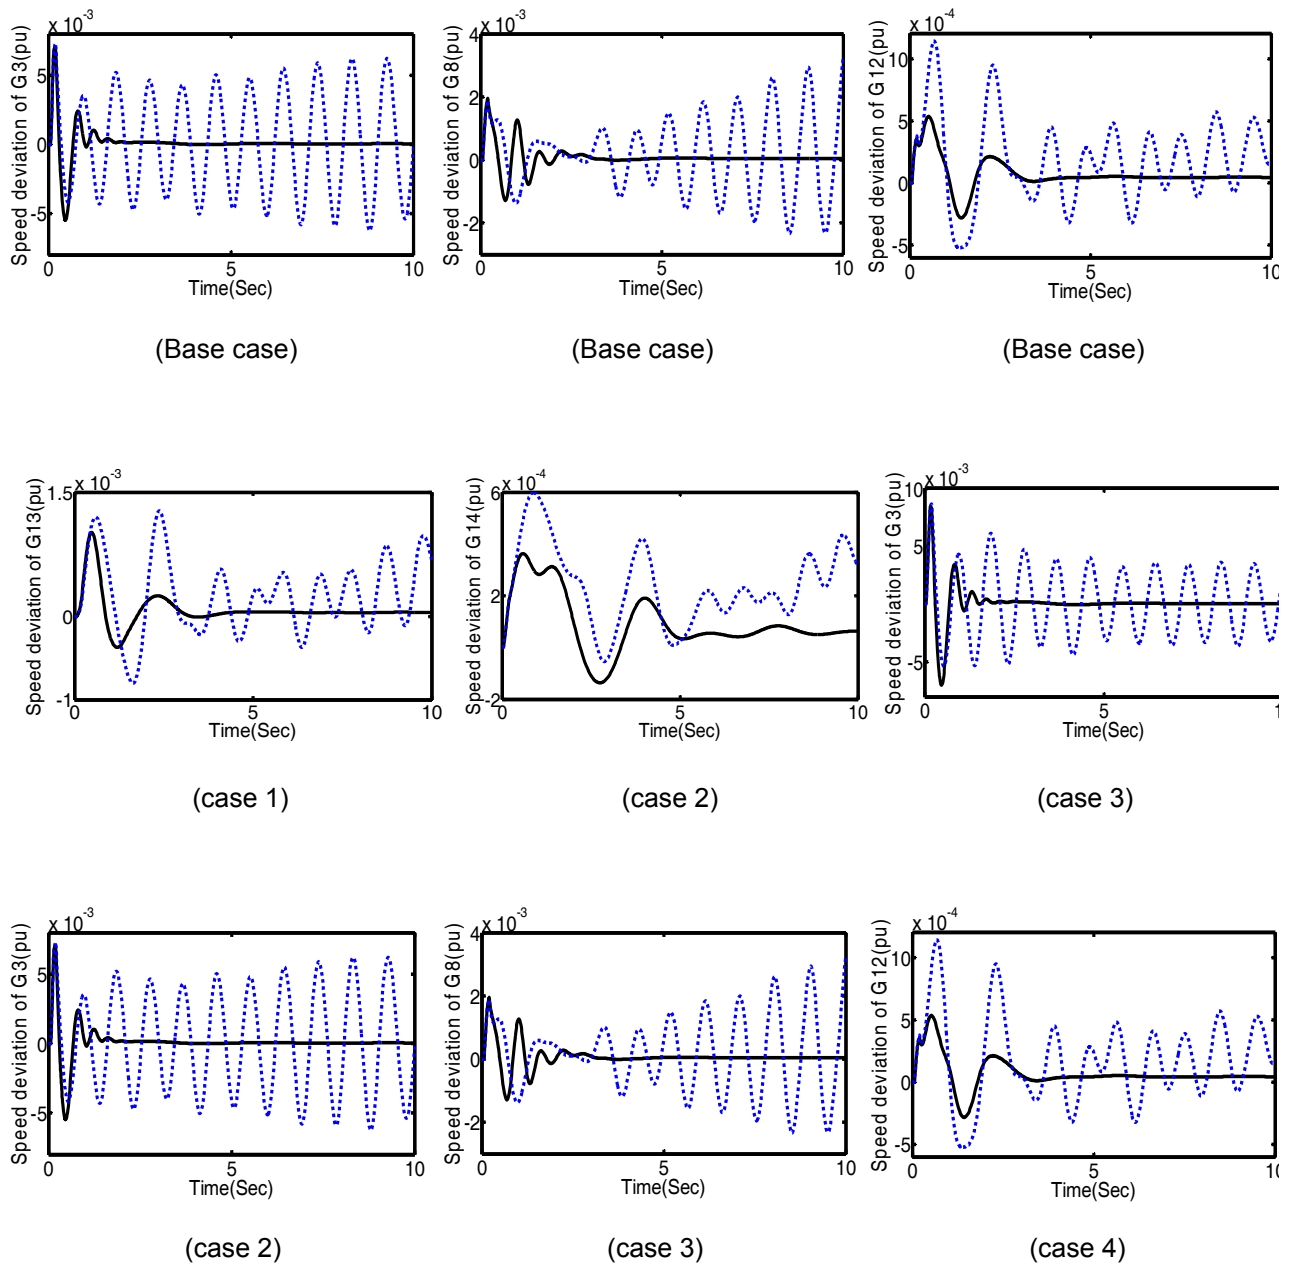 x 10-3
Speed deviation of G3(pu)
5
0
-5
0
5
10
Time(Sec)
(Base case)
x 10-3
Speed deviation of G8(pu)
4
2
0
-2
0
5
10
Time(Sec)
(Base case)
x 10-4
Speed deviation of G12(pu)
10
5
0
-5
0
5
10
Time(Sec)
(Base case)
x 10-3
Speed deviation of G13(pu)
1.5
0
-1
0
5
10
Time(Sec)
(case 1)
x 10-4
Speed deviation of G14(pu)
6
2
-2
0
5
10
Time(Sec)
(case 2)
x 10-3
Speed deviation of G3(pu)
10
5
-5
0
5
1
Time(Sec)
(case 3)
x 10-3
Speed deviation of G3(pu)
5
0
-5
0
5
10
Time(Sec)
(case 2)
x 10-3
Speed deviation of G8(pu)
4
2
0
-2
0
5
10
Time(Sec)
(case 3)
x 10-4
Speed deviation of G12(pu)
10
5
0
-5
0
5
10
Time(Sec)
(case 4)